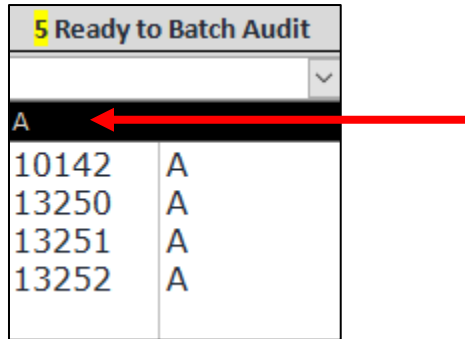 5 Ready to Batch Audit
A
10142 A
13250 A
13251 A
13252 A